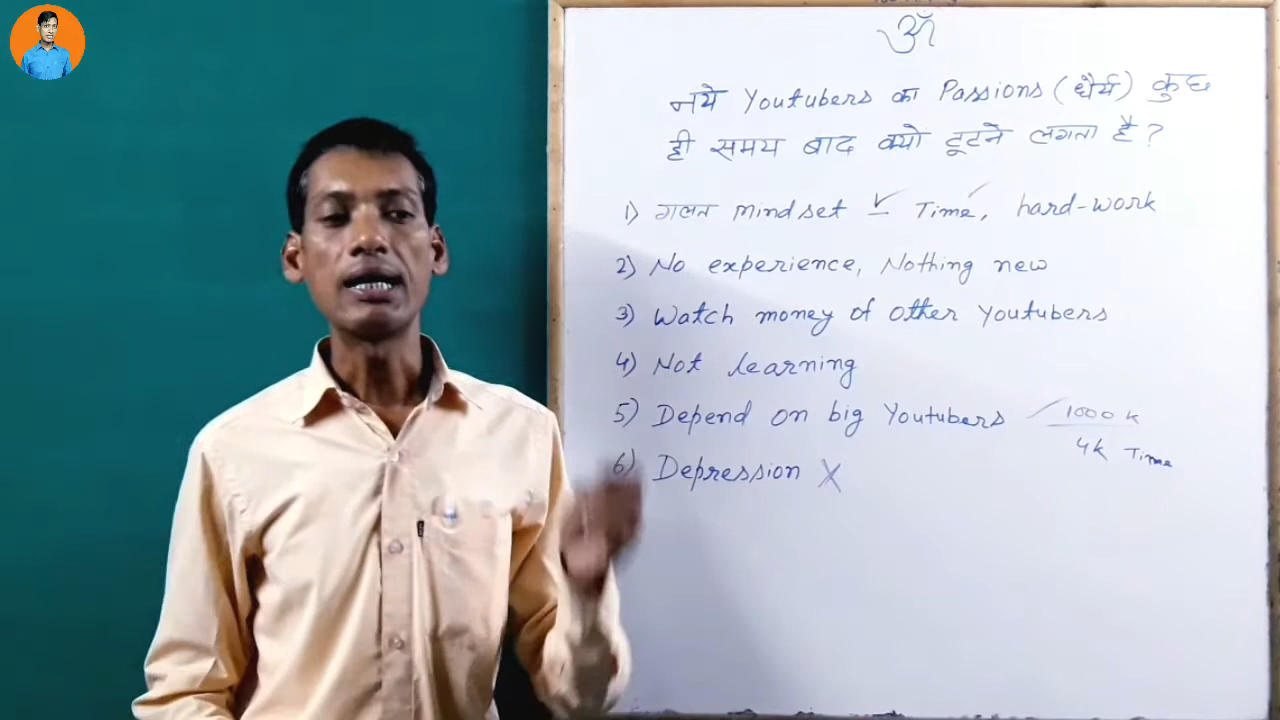 ॐ
नये Youtubers का Passions (धैर्य) कुछ
ही समय बाद क्यो टूटने लगता है?
1) गलत mindset - Time, hard-work
2) No experience, Nothing new
3) Watch money of other Youtubers
4) Not learning
5) Depend on big Youtubers 1000 k
4k Time
6) Depression X